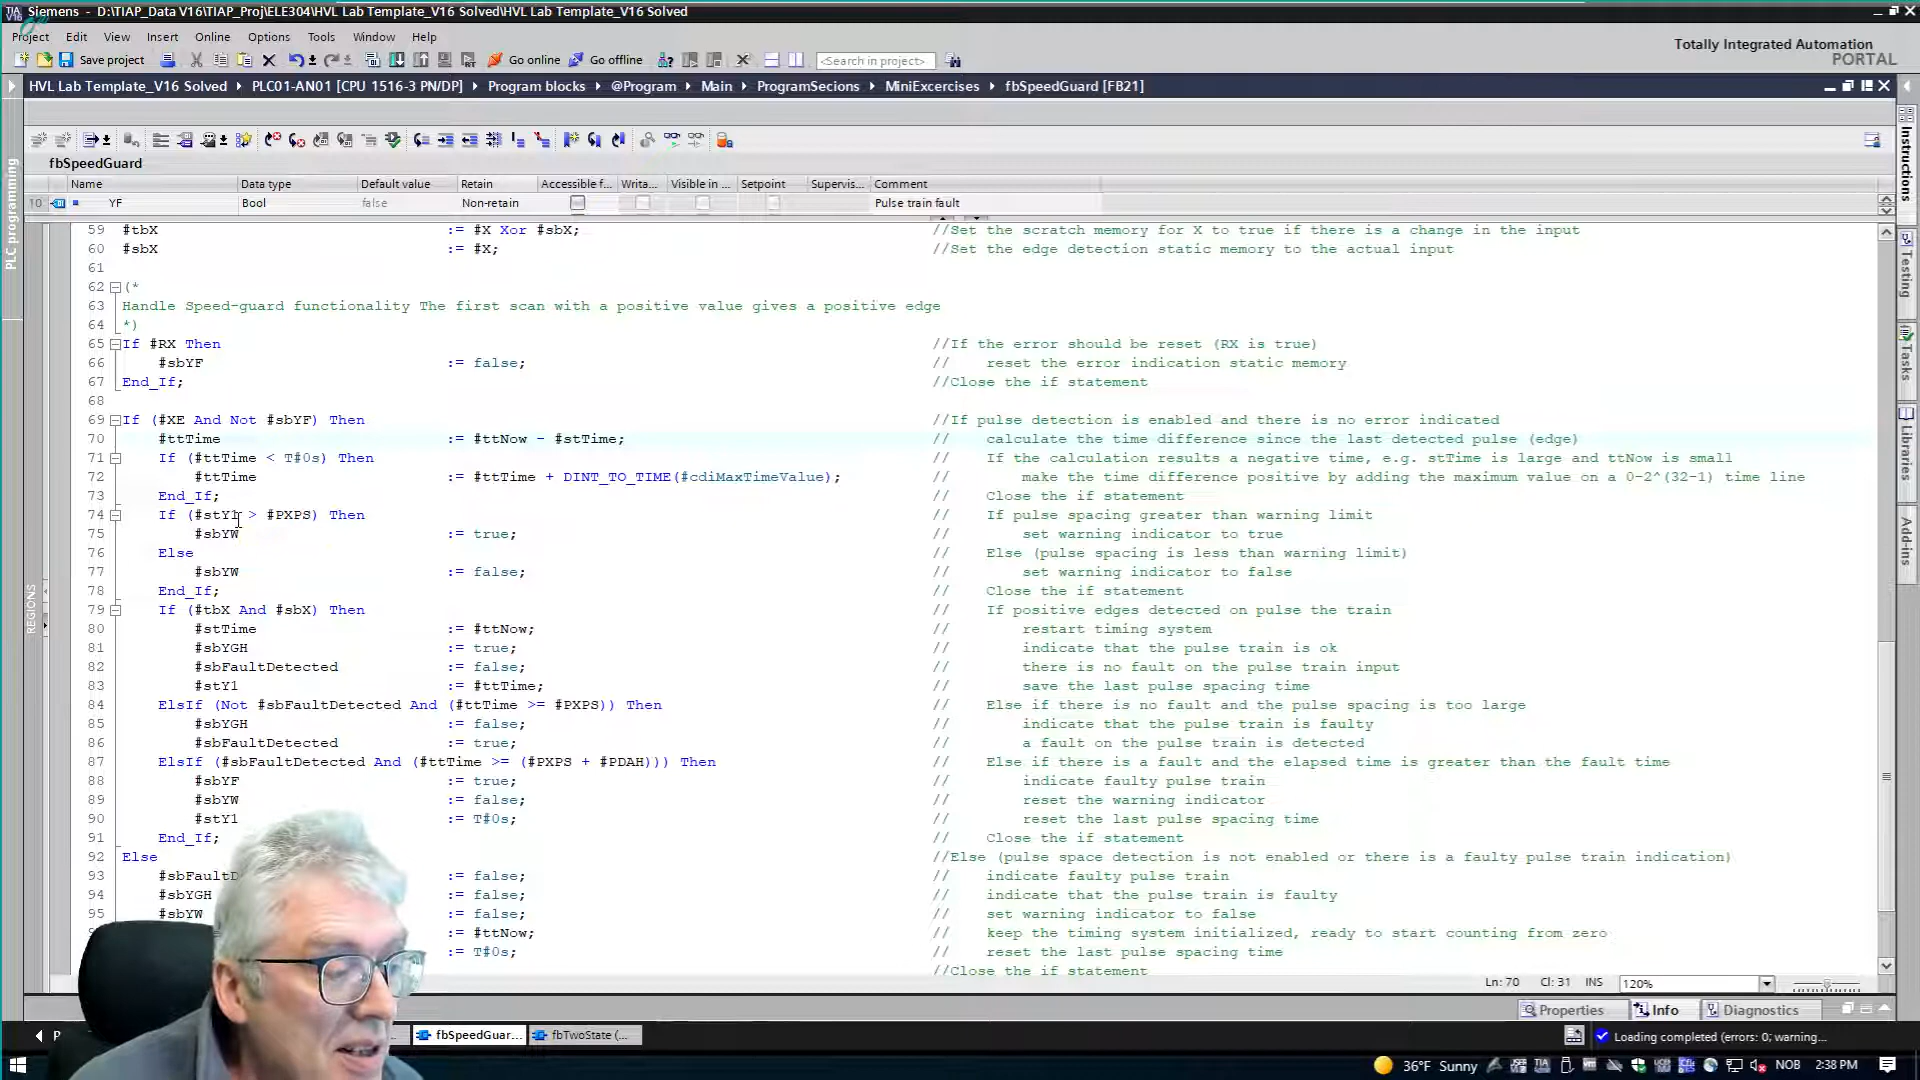 Siemens - D:\TIAP_Data V16\TIAP_Proj\ELE304\HVL Lab Template_V16 Solved\HVL Lab Template_V16 Solved
Project Edit View Insert Online Options Tools Window Help
Totally Integrated Automation
PORTAL
Save project Go online Go offline <Search in project>
HVL Lab Template_V16 Solved PLC01-AN01 [CPU 1516-3 PN/DP] Program blocks @Program Main ProgramSecions MiniExcercises fbSpeedGuard [FB21]
fbSpeedGuard
Name Data type Default value Retain Accessible f... Writa... Visible in ... Setpoint Supervis... Comment
10 YF Bool false Non-retain Pulse train fault
59 #tbX := #X Xor #sbX; //Set the scratch memory for X to true if there is a change in the input
60 #sbX := #X; //Set the edge detection static memory to the actual input
61
62 (*
63 Handle Speed-guard functionality The first scan with a positive value gives a positive edge
64 *)
65 If #RX Then //If the error should be reset (RX is true)
66 #sbYF := false; // reset the error indication static memory
67 End_If; //Close the if statement
68
69 If (#XE And Not #sbYF) Then //If pulse detection is enabled and there is no error indicated
70 #ttTime := #ttNow - #stTime; // calculate the time difference since the last detected pulse (edge)
71 If (#ttTime < T#0s) Then // If the calculation results a negative time, e.g. stTime is large and ttNow is small
72 #ttTime := #ttTime + DINT_TO_TIME(#cdiMaxTimeValue); // make the time difference positive by adding the maximum value on a 0-2^(32-1) time line
73 End_If; // Close the if statement
74 If (#stY1 > #PXPS) Then // If pulse spacing greater than warning limit
75 #sbYW := true; // set warning indicator to true
76 Else // Else (pulse spacing is less than warning limit)
77 #sbYW := false; // set warning indicator to false
78 End_If; // Close the if statement
79 If (#tbX And #sbX) Then // If positive edges detected on pulse the train
80 #stTime := #ttNow; // restart timing system
81 #sbYGH := true; // indicate that the pulse train is ok
82 #sbFaultDetected := false; // there is no fault on the pulse train input
83 #stY1 := #ttTime; // save the last pulse spacing time
84 ElsIf (Not #sbFaultDetected And (#ttTime >= #PXPS)) Then // Else if there is no fault and the pulse spacing is too large
85 #sbYGH := false; // indicate that the pulse train is faulty
86 #sbFaultDetected := true; // a fault on the pulse train is detected
87 ElsIf (#sbFaultDetected And (#ttTime >= (#PXPS + #PDAH))) Then // Else if there is a fault and the elapsed time is greater than the fault time
88 #sbYF := true; // indicate faulty pulse train
89 #sbYW := false; // reset the warning indicator
90 #stY1 := T#0s; // reset the last pulse spacing time
91 End_If; // Close the if statement
92 Else //Else (pulse space detection is not enabled or there is a faulty pulse train indication)
93 #sbFaultD := false; // indicate faulty pulse train
94 #sbYGH := false; // indicate that the pulse train is faulty
95 #sbYW := false; // set warning indicator to false
:= #ttNow; // keep the timing system initialized, ready to start counting from zero
:= T#0s; // reset the last pulse spacing time
//Close the if statement
Ln: 70 Cl: 31 INS 120%
Properties Info Diagnostics
P fbSpeedGuar... fbTwoState (... Loading completed (errors: 0; warning...
36°F Sunny NOB 2:38 PM
PLC programming
REGIONS
Instructions
Testing
Tasks
Libraries
Add-ins